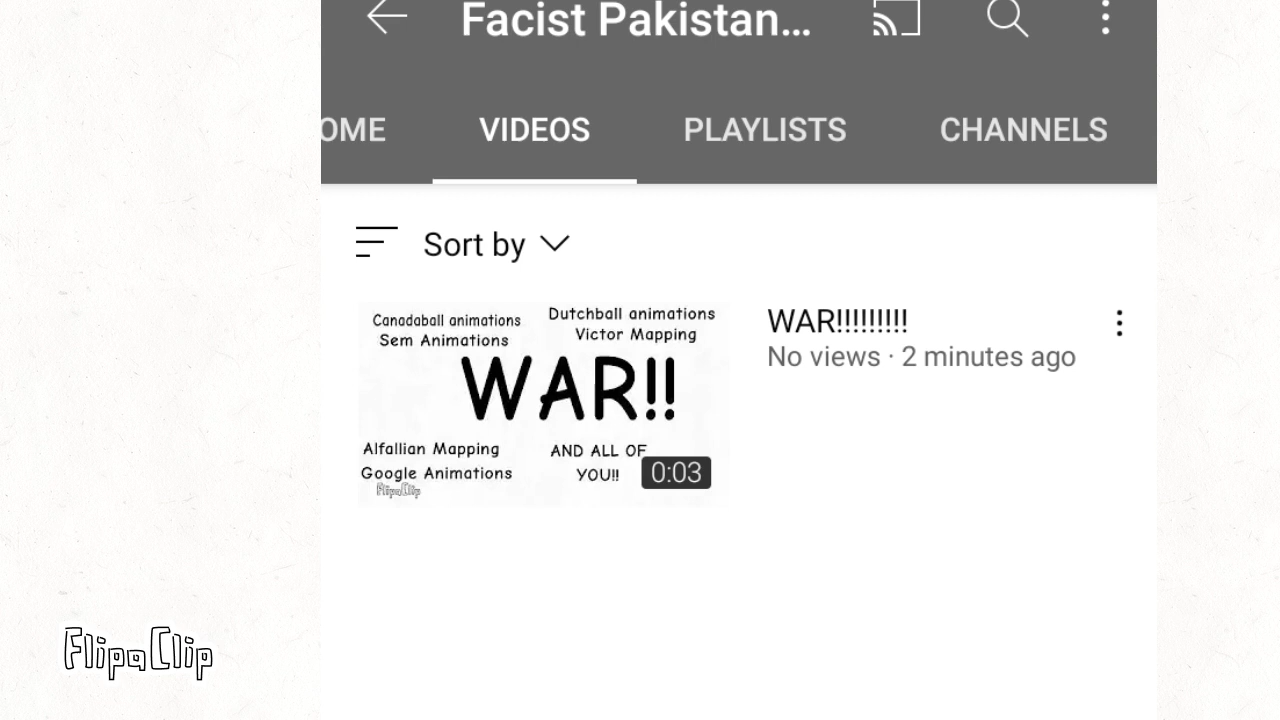 Facist Pakistan...
OME VIDEOS PLAYLISTS CHANNELS
Sort by
Canadaball animations
Sem Animations
Dutchball animations
Victor Mapping
WAR!!
Alfallian Mapping
Google Animations
FlipaClip
AND ALL OF
YOU!!
0:03
WAR!!!!!!!!!
No views · 2 minutes ago
FlipaClip